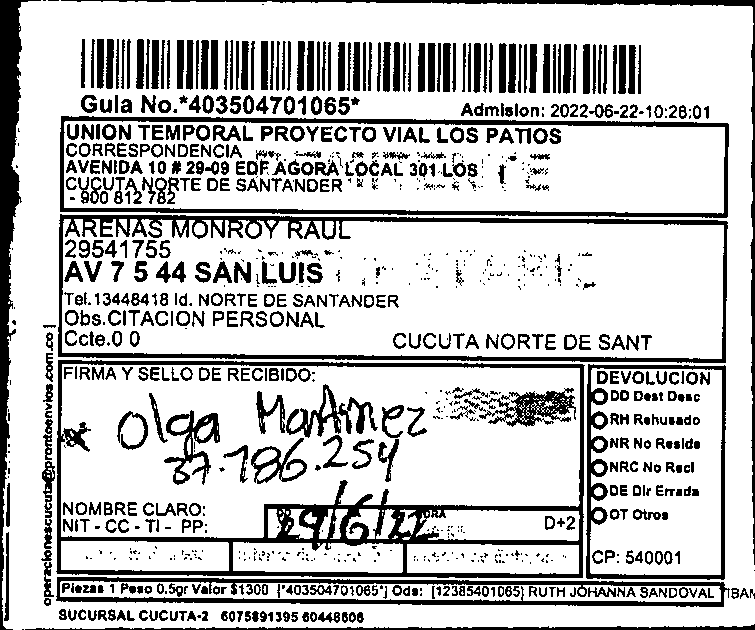 Guia No.*403504701065*
Admision: 2022-06-22-10:28:01
UNION TEMPORAL PROYECTO VIAL LOS PATIOS
CORRESPONDENCIA
AVENIDA 10 # 29-09 EDF AGORA LOCAL 301 LOS
CUCUTA NORTE DE SANTANDER
- 900 812 782
ARENAS MONROY RAUL
29541755
AV 7 5 44 SAN LUIS
Tel.13448418 Id. NORTE DE SANTANDER
Obs.CITACION PERSONAL
Ccte.0 0
CUCUTA NORTE DE SANT
FIRMA Y SELLO DE RECIBIDO:
Olga Martinez
37.186.254
NOMBRE CLARO:
NIT - CC - TI - PP:
29/6/22
D+2
DEVOLUCION
DD Dest Desc
RH Rehusado
NR No Reside
NRC No Recl
DE Dir Errada
OT Otros
CP: 540001
operacionescucuta@prontoenvios.com.co
Piezas 1 Peso 0.5gr Valor $1300 [*403504701065*] Ods: [12385401065] RUTH JOHANNA SANDOVAL
SUCURSAL CUCUTA-2 6075891395 60448606